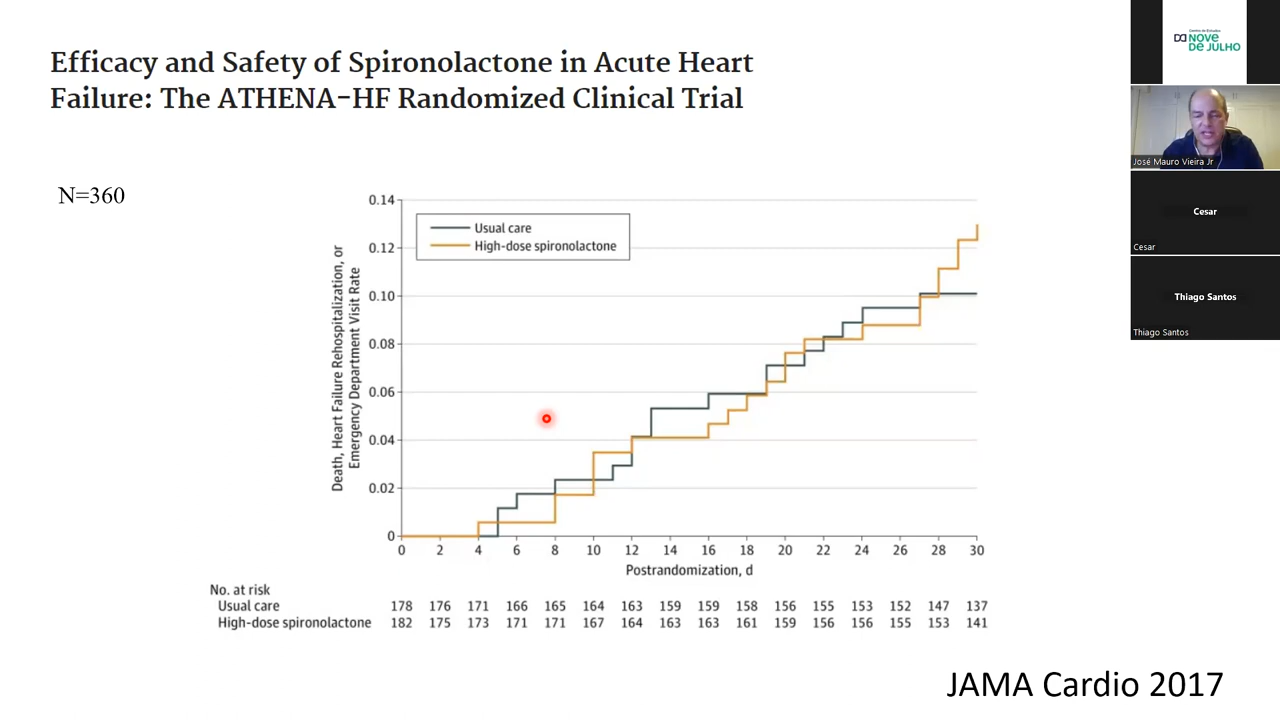 Efficacy and Safety of Spironolactone in Acute Heart
Failure: The ATHENA-HF Randomized Clinical Trial
N=360
Death, Heart Failure Rehospitalization, or
Emergency Department Visit Rate
0.14
0.12
0.10
0.08
0.06
0.04
0.02
0
Usual care
High-dose spironolactone
0 2 4 6 8 10 12 14 16 18 20 22 24 26 28 30
Postrandomization, d
No. at risk
Usual care 178 176 171 166 165 164 163 159 159 158 156 155 153 152 147 137
High-dose spironolactone 182 175 173 171 171 167 164 163 163 161 159 156 156 155 153 141
JAMA Cardio 2017
Centro de Estudos
NOVE
DE JULHO
José Mauro Vieira Jr
Cesar
Cesar
Thiago Santos
Thiago Santos